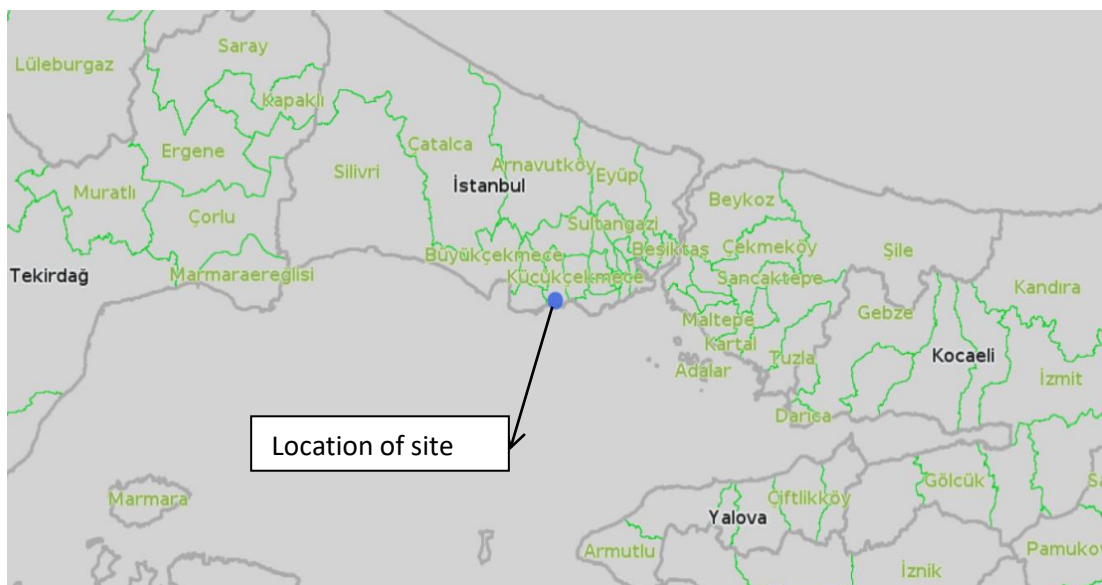 Saray
Lüleburgaz
Kapaklı
Ergene
Çatalca
Arnavutköy
Eyüp
Silivri
İstanbul
Muratlı
Beykoz
Çorlu
Sultangazi
Beşiktaş
Çekmeköy
Şile
Büyükçekmece
Tekirdağ
Marmaraereglisi
Küçükçekmece
Sancaktepe
Kandıra
Gebze
Maltepe
Kartal
Tuzla
Kocaeli
Adalar
İzmit
Darıca
Location of site
Marmara
Çiftlikköy
Gölcük
Yalova
Armutlu
İznik
Pamukov